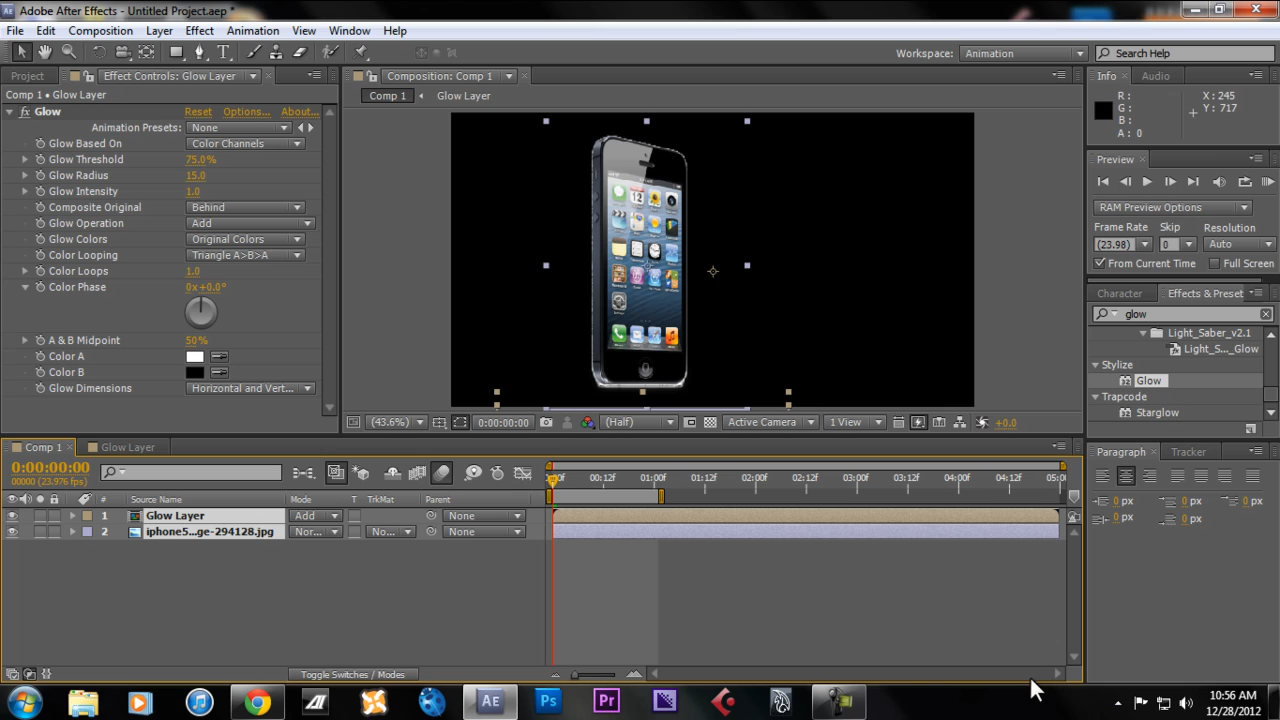 Adobe After Effects - Untitled Project.aep *
File Edit Composition Layer Effect Animation View Window Help
Workspace: Animation Search Help
Project Effect Controls: Glow Layer Composition: Comp 1 Info Audio
Comp 1 • Glow Layer
Comp 1 Glow Layer
R: X: 245
G: Y: 717
B:
A: 0
fx Glow Reset Options... About...
Animation Presets: None
Glow Based On Color Channels
Glow Threshold 75.0%
Glow Radius 15.0
Glow Intensity 1.0
Composite Original Behind
Glow Operation Add
Glow Colors Original Colors
Color Looping Triangle A>B>A
Color Loops 1.0
Color Phase 0x+0.0°
A & B Midpoint 50%
Color A
Color B
Glow Dimensions Horizontal and Vert...
Preview
RAM Preview Options
Frame Rate Skip Resolution
(23.98) 0 Auto
From Current Time Full Screen
Character Effects & Preset
glow
Light_Saber_v2.1
Light_S..._Glow
Stylize
Glow
Trapcode
Starglow
(43.6%) 0:00:00:00 (Half) Active Camera 1 View +0.0
Comp 1 Glow Layer
0:00:00:00
00000 (23.976 fps)
00f 00:12f 01:00f 00:12f 02:00f 00:12f 03:00f 00:12f 04:00f 04:12f 05:0
# Source Name Mode T TrkMat Parent
1 Glow Layer Add None
2 iphone5...ge-294128.jpg Nor... No... None
Toggle Switches / Modes
Paragraph Tracker
0 px 0 px 0 px
0 px 0 px
Ae Ps Pr
10:56 AM
12/28/2012